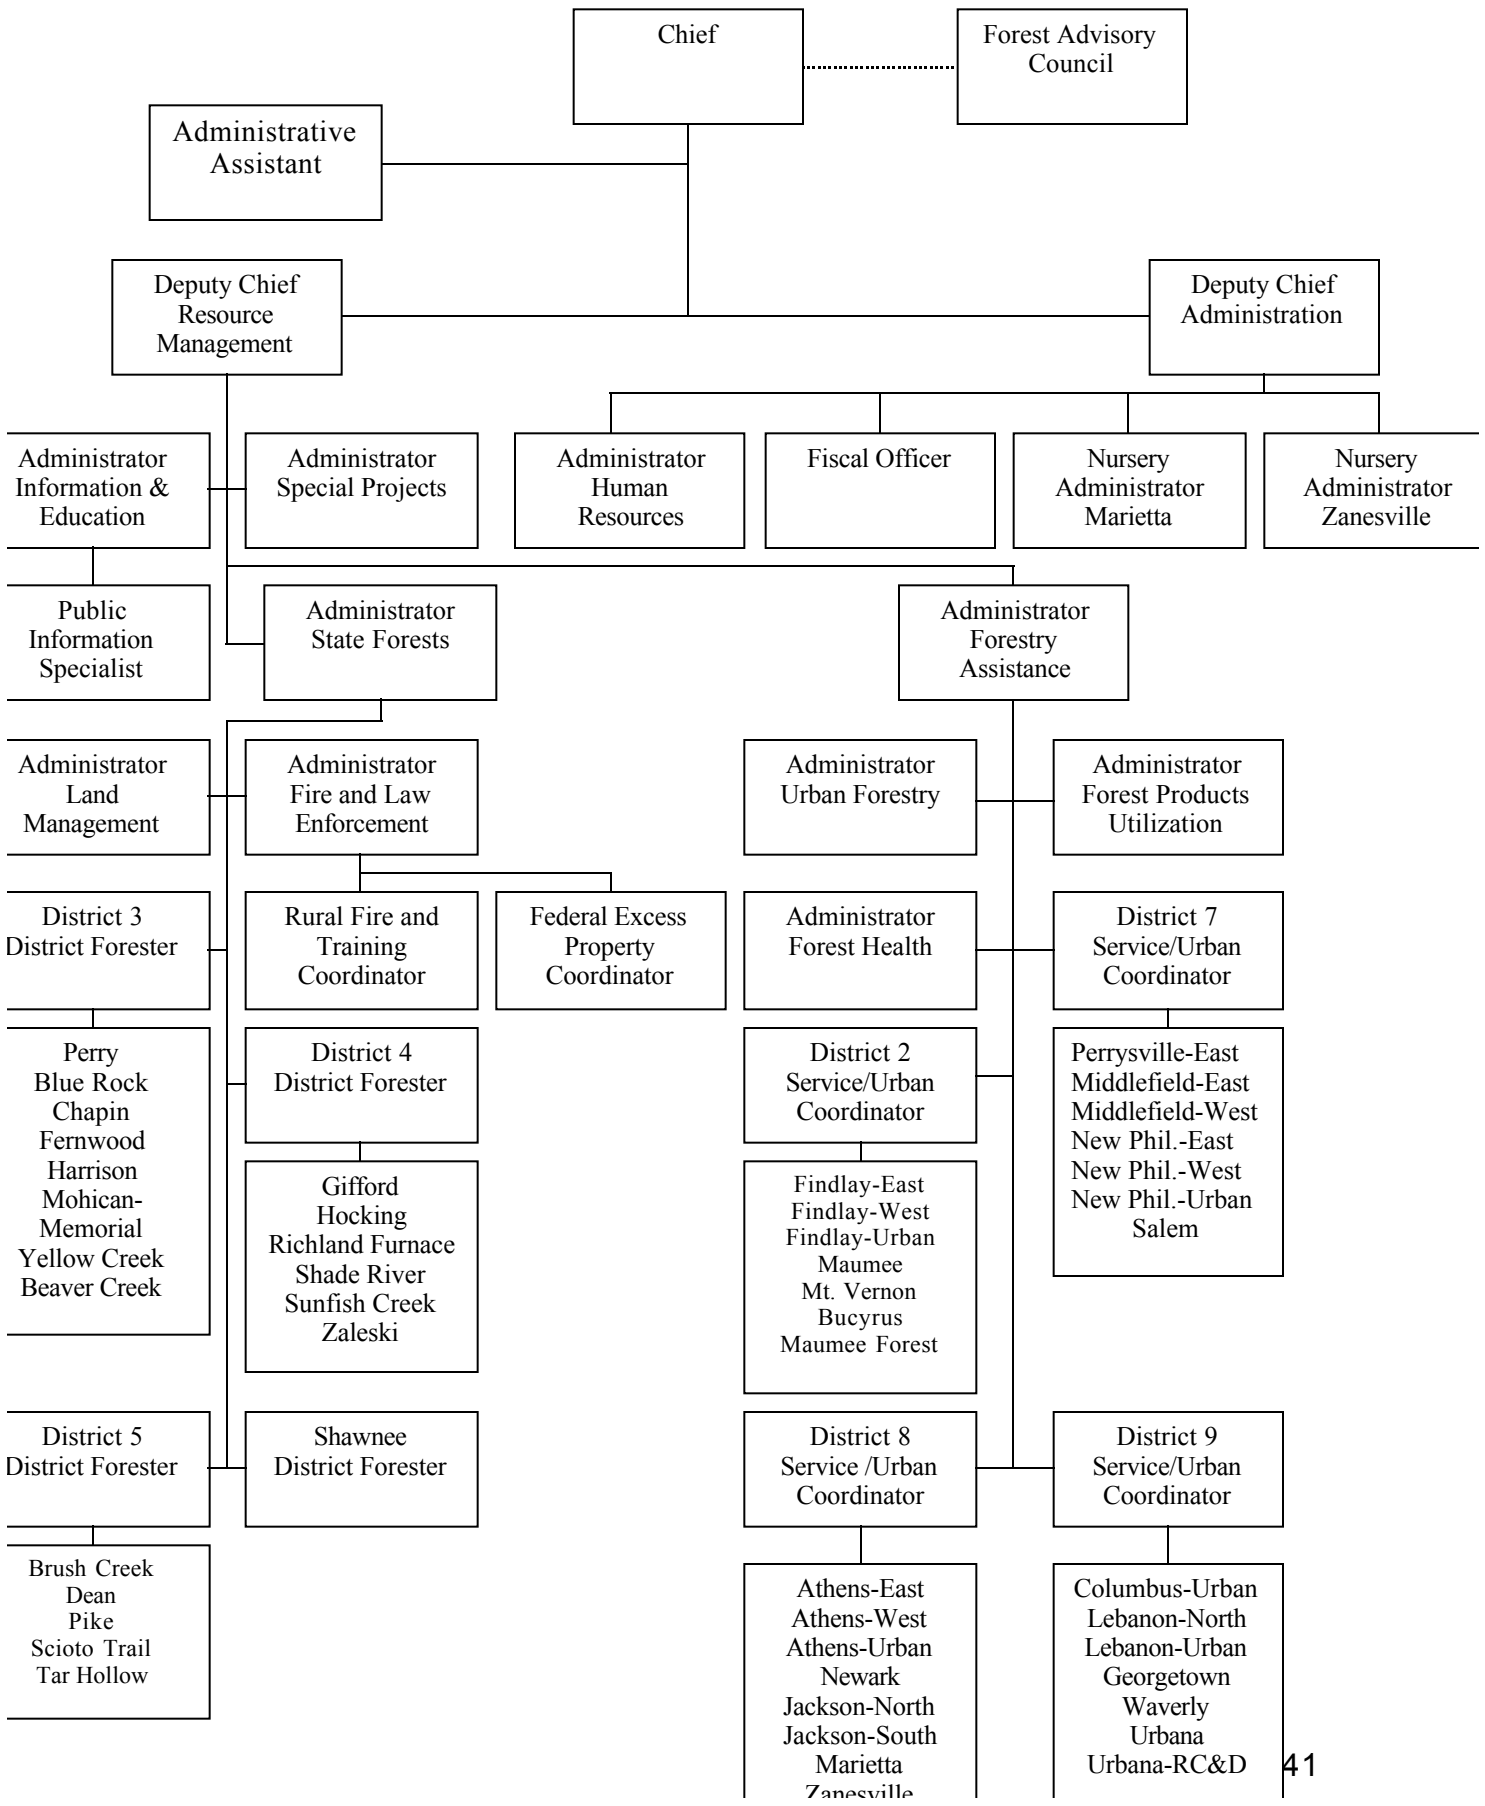 Chief
Forest Advisory
Council
Administrative
Assistant
Deputy Chief
Resource
Management
Deputy Chief
Administration
Administrator
Information &
Education
Administrator
Special Projects
Administrator
Human
Resources
Fiscal Officer
Nursery
Administrator
Marietta
Nursery
Administrator
Zanesville
Public
Information
Specialist
Administrator
State Forests
Administrator
Forestry
Assistance
Administrator
Land
Management
Administrator
Fire and Law
Enforcement
Administrator
Urban Forestry
Administrator
Forest Products
Utilization
District 3
District Forester
Rural Fire and
Training
Coordinator
Federal Excess
Property
Coordinator
Administrator
Forest Health
District 7
Service/Urban
Coordinator
Perry
Blue Rock
Chapin
Fernwood
Harrison
Mohican-
Memorial
Yellow Creek
Beaver Creek
District 4
District Forester
District 2
Service/Urban
Coordinator
Perrysville-East
Middlefield-East
Middlefield-West
New Phil.-East
New Phil.-West
New Phil.-Urban
Salem
Gifford
Hocking
Richland Furnace
Shade River
Sunfish Creek
Zaleski
Findlay-East
Findlay-West
Findlay-Urban
Maumee
Mt. Vernon
Bucyrus
Maumee Forest
District 5
District Forester
Shawnee
District Forester
District 8
Service /Urban
Coordinator
District 9
Service/Urban
Coordinator
Brush Creek
Dean
Pike
Scioto Trail
Tar Hollow
Athens-East
Athens-West
Athens-Urban
Newark
Jackson-North
Jackson-South
Marietta
Zanesville
Columbus-Urban
Lebanon-North
Lebanon-Urban
Georgetown
Waverly
Urbana
Urbana-RC&D
41